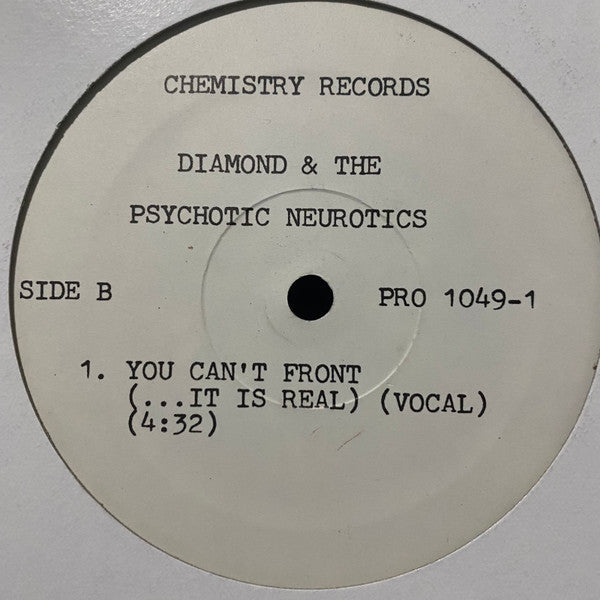 CHEMISTRY RECORDS
DIAMOND & THE
PSYCHOTIC NEUROTICS
SIDE B
PRO 1049-1
1. YOU CAN'T FRONT
(...IT IS REAL) (VOCAL)
(4:32)